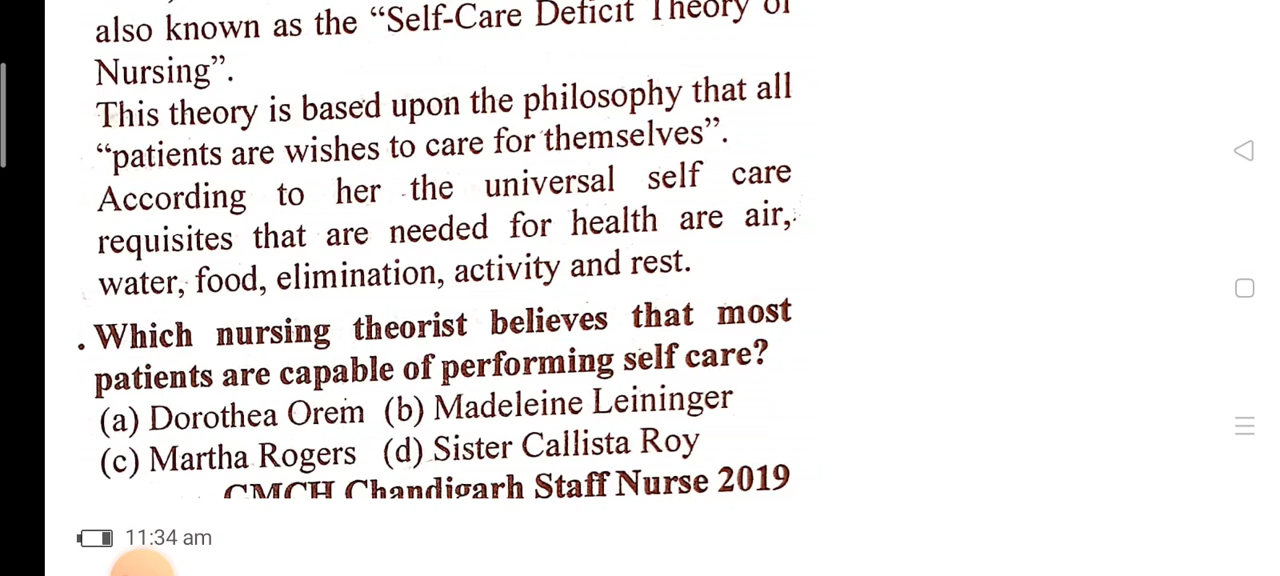 also known as the “Self-Care Deficit Theory of
Nursing”.
This theory is based upon the philosophy that all
“patients are wishes to care for themselves”.
According to her the universal self care
requisites that are needed for health are air,
water, food, elimination, activity and rest.
. Which nursing theorist believes that most
patients are capable of performing self care?
(a) Dorothea Orem (b) Madeleine Leininger
(c) Martha Rogers (d) Sister Callista Roy
GMCH Chandigarh Staff Nurse 2019
11:34 am